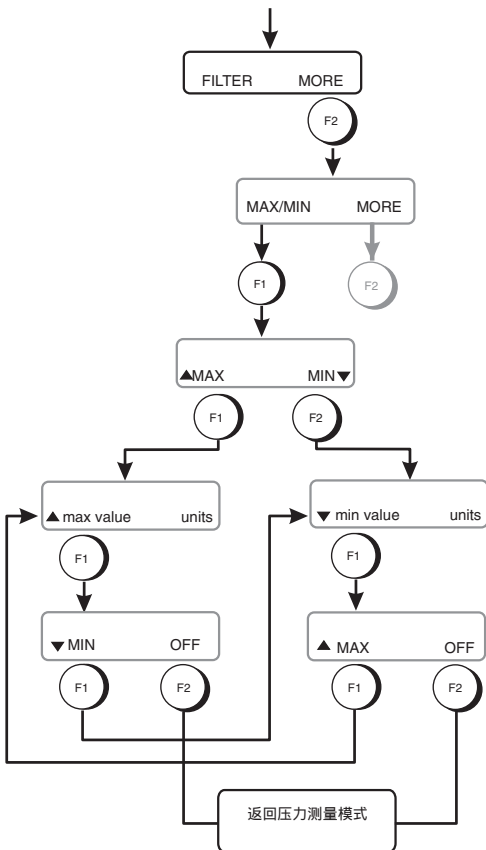 FILTER MORE
F2
MAX/MIN MORE
F1 F2
▲MAX MIN▼
F1 F2
▲ max value units
▼ min value units
F1
F1
▼MIN OFF
▲ MAX OFF
F1 F2
F1 F2
返回压力测量模式